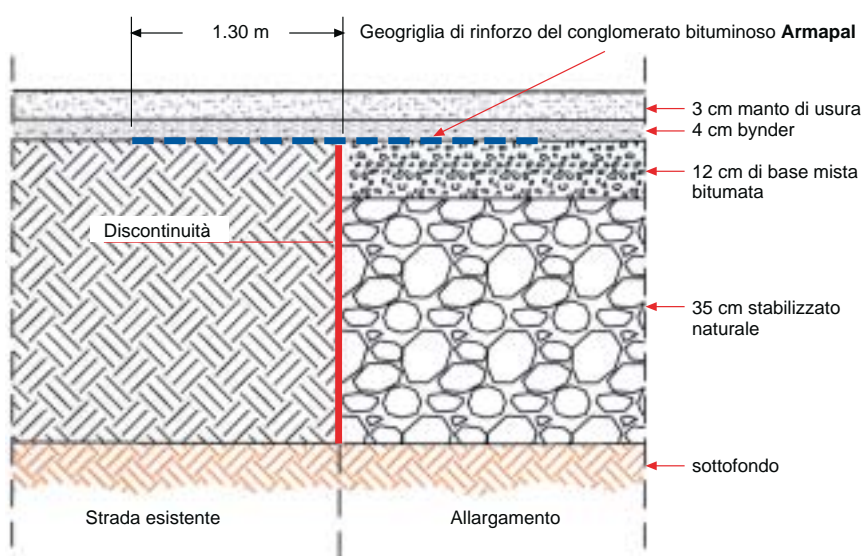 1.30 m
Geogriglia di rinforzo del conglomerato bituminoso Armapal
3 cm manto di usura
4 cm bynder
12 cm di base mista
bitumata
Discontinuità
35 cm stabilizzato
naturale
sottofondo
Strada esistente
Allargamento